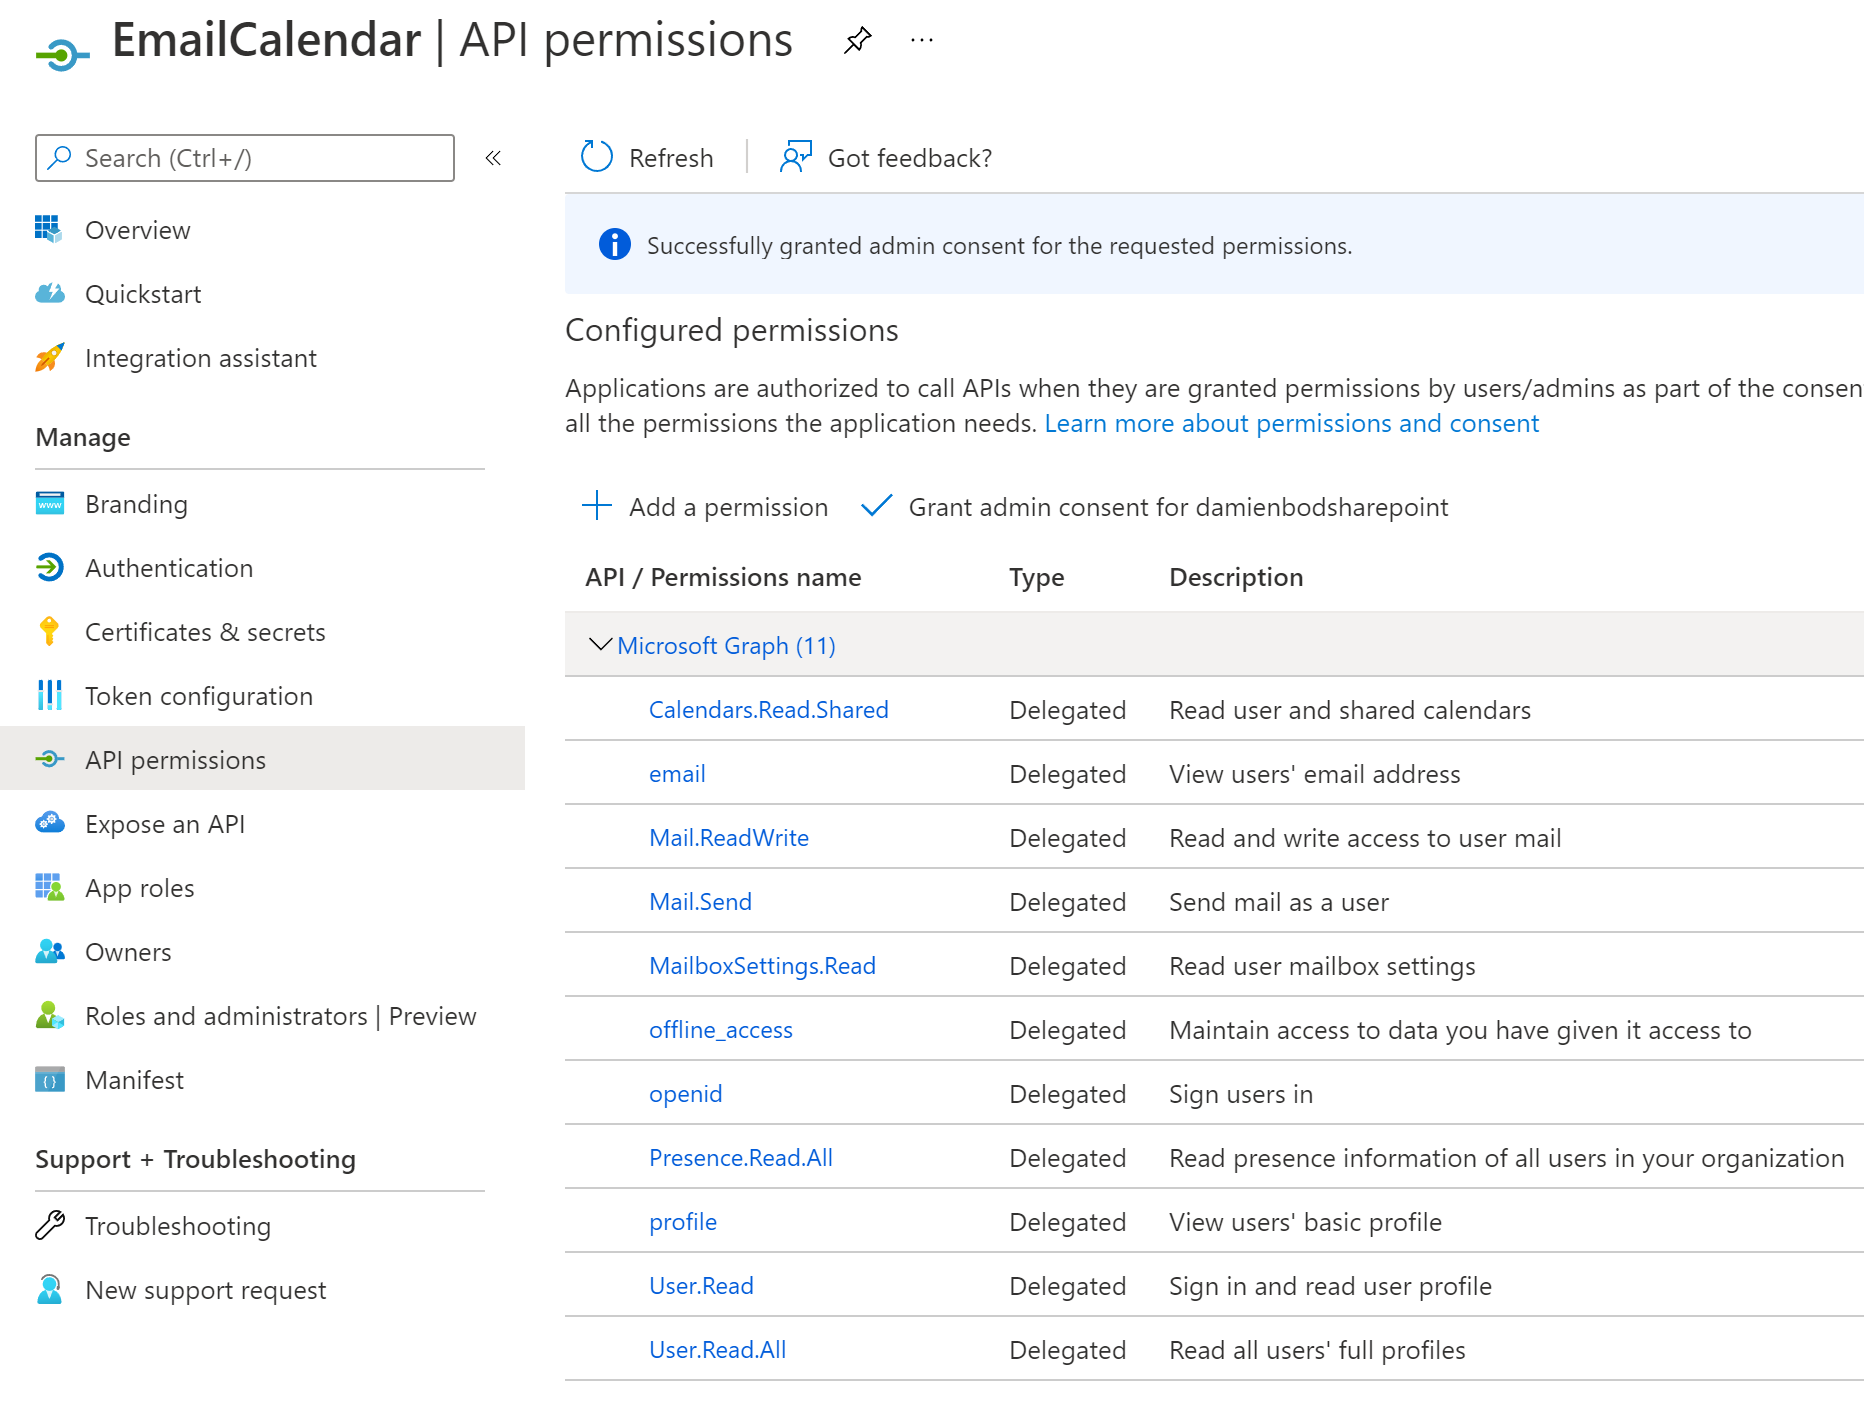 EmailCalendar | API permissions
Search (Ctrl+/)
Overview
Quickstart
Integration assistant
Manage
Branding
Authentication
Certificates & secrets
Token configuration
API permissions
Expose an API
App roles
Owners
Roles and administrators | Preview
Manifest
Support + Troubleshooting
Troubleshooting
New support request
Refresh
Got feedback?
Successfully granted admin consent for the requested permissions.
Configured permissions
Applications are authorized to call APIs when they are granted permissions by users/admins as part of the consen
all the permissions the application needs. Learn more about permissions and consent
Add a permission
Grant admin consent for damienbodsharepoint
API / Permissions name Type Description
Microsoft Graph (11)
Calendars.Read.Shared Delegated Read user and shared calendars
email Delegated View users' email address
Mail.ReadWrite Delegated Read and write access to user mail
Mail.Send Delegated Send mail as a user
MailboxSettings.Read Delegated Read user mailbox settings
offline_access Delegated Maintain access to data you have given it access to
openid Delegated Sign users in
Presence.Read.All Delegated Read presence information of all users in your organization
profile Delegated View users' basic profile
User.Read Delegated Sign in and read user profile
User.Read.All Delegated Read all users' full profiles